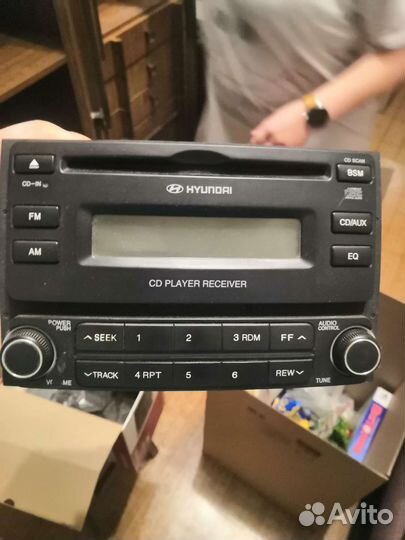 CD SCAN
BSM
CD-IN
HYUNDAI
FM
CD/AUX
AM
EQ
CD PLAYER RECEIVER
POWER
PUSH
AUDIO
CONTROL
SEEK 1 2 3 RDM FF
TRACK 4 RPT 5 6 REW
TUNE
Avito